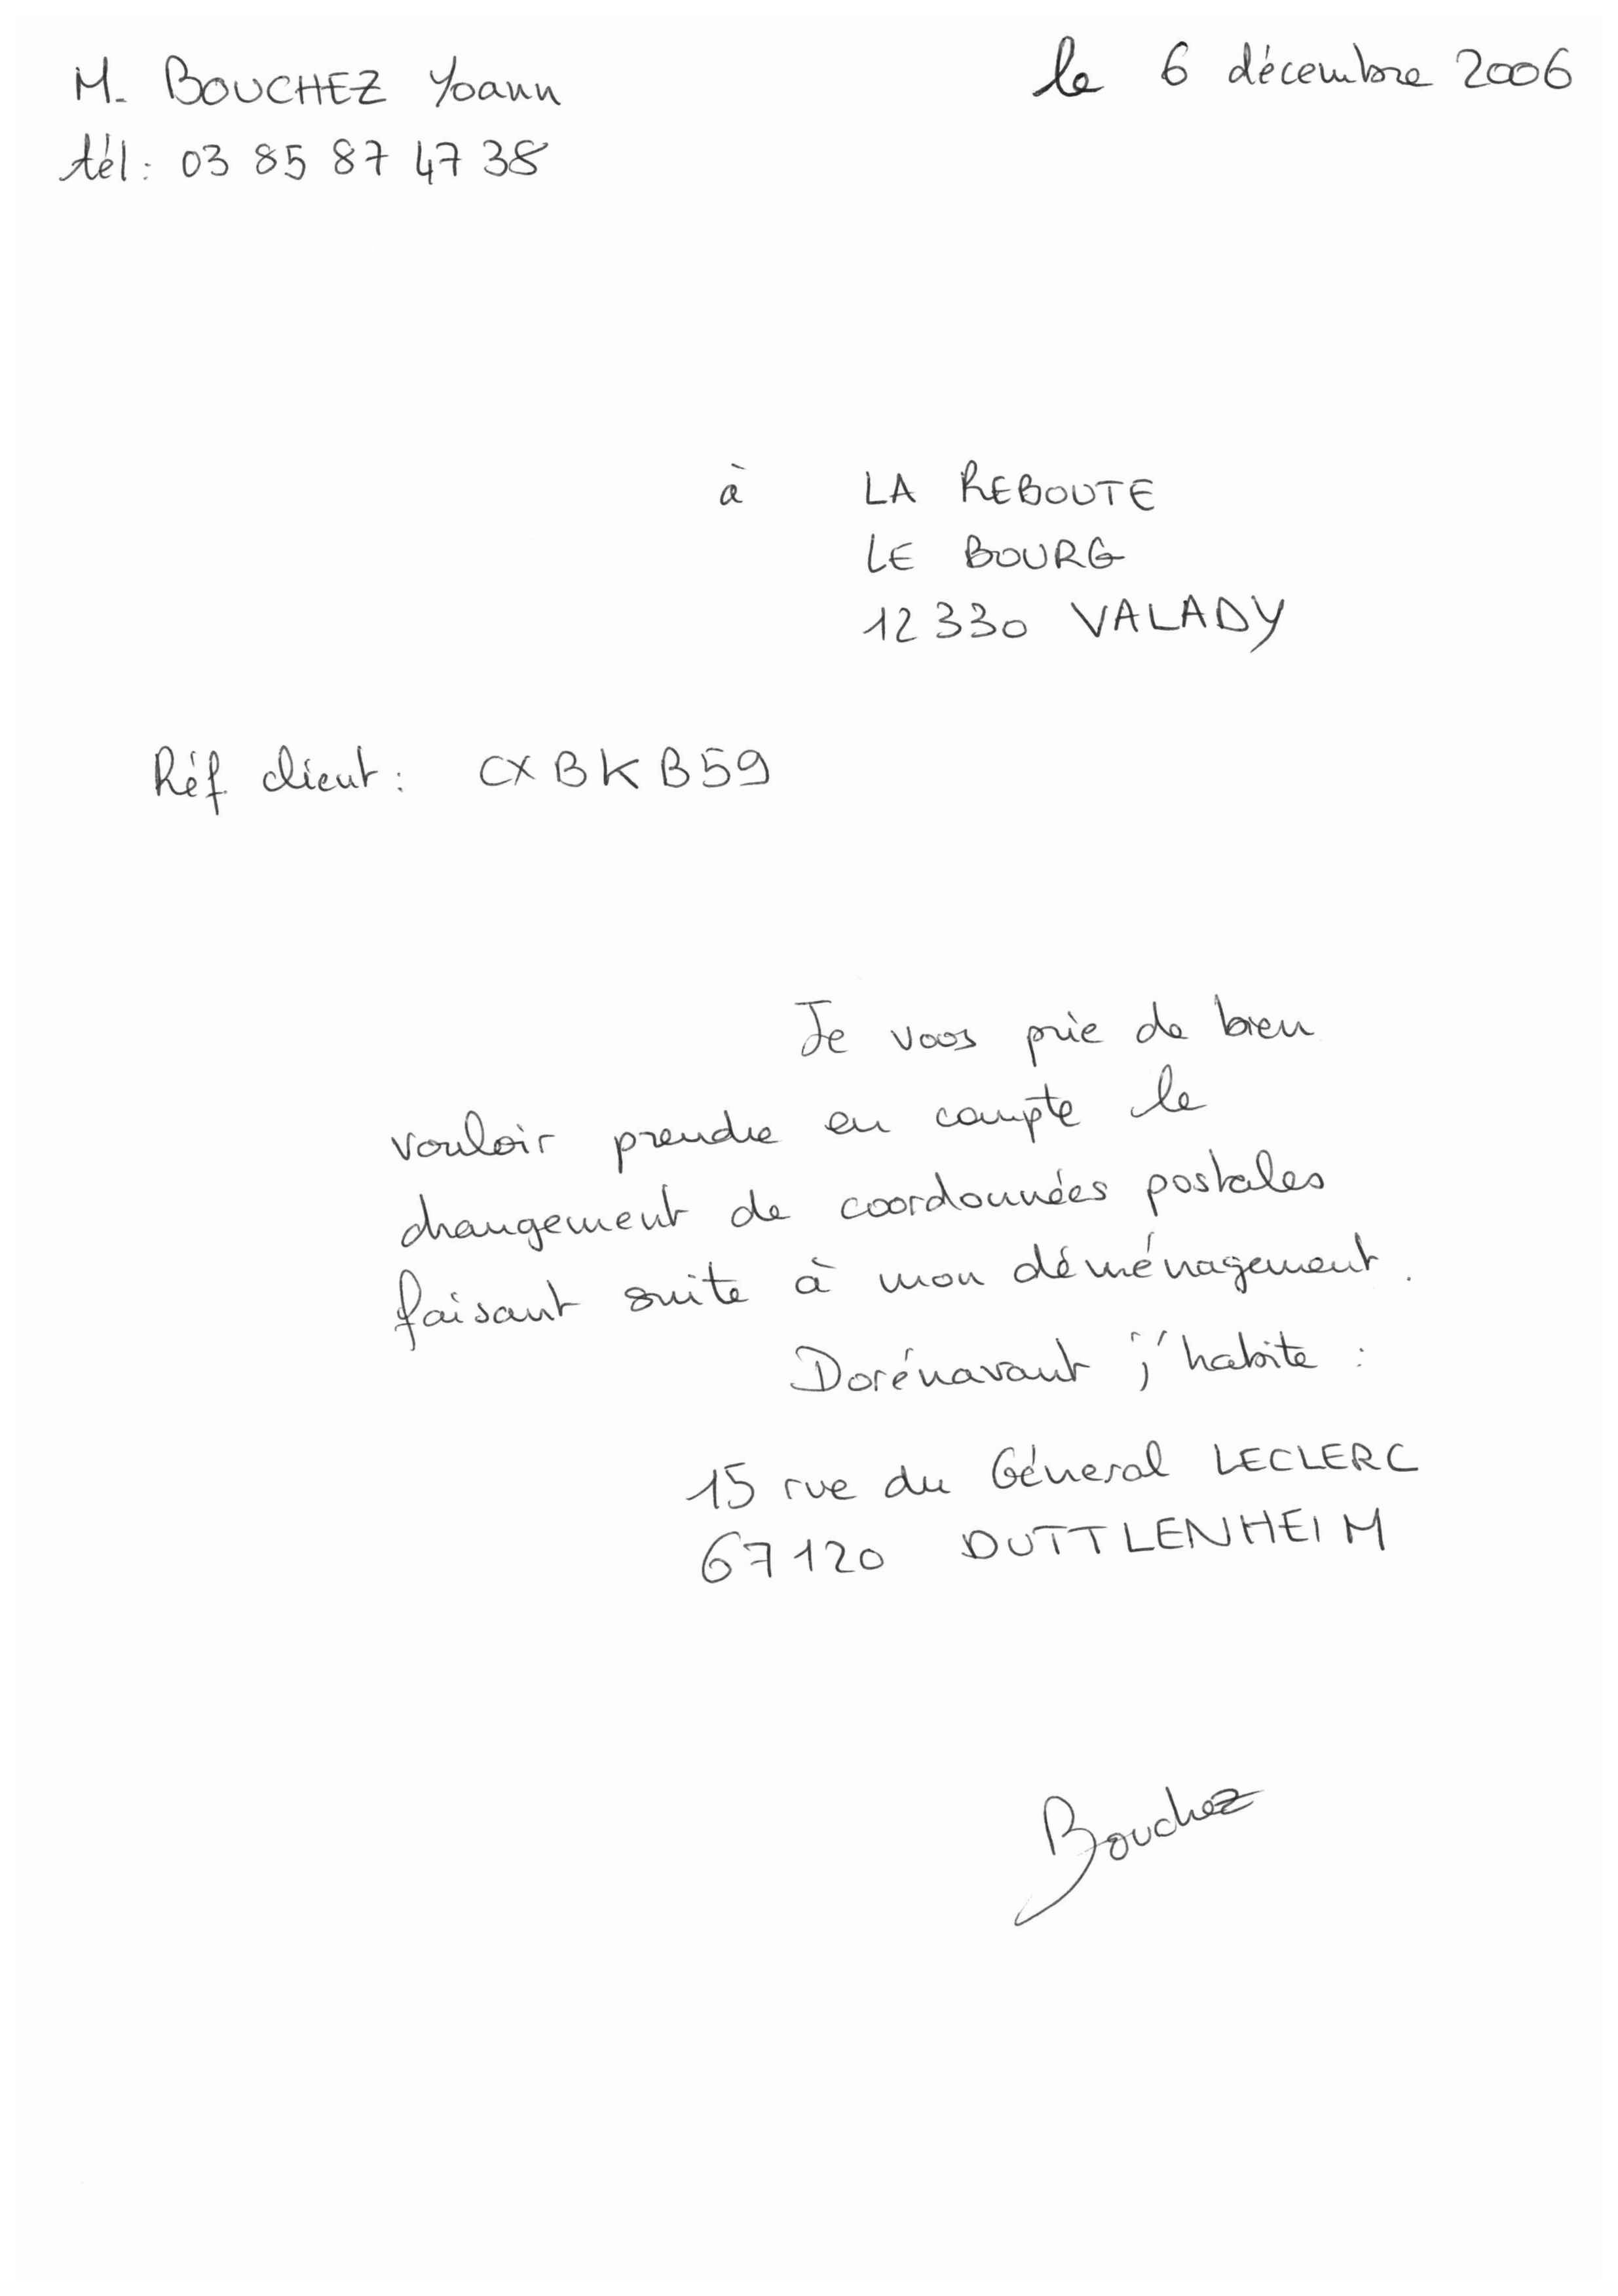 M. BOUCHEZ Yoann
le 6 décembre 2006
tél: 03 85 87 47 38
à LA REBOUTE
LE BOURG
12330 VALADY
Réf client: CXBKB59
Je vous prie de bien
vouloir prendre en compte le
changement de coordonnées postales
faisant suite à mon déménagement.
Dorénavant j'habite :
15 rue du Géneral LECLERC
67120 DUTTLENHEIM
Bouchez